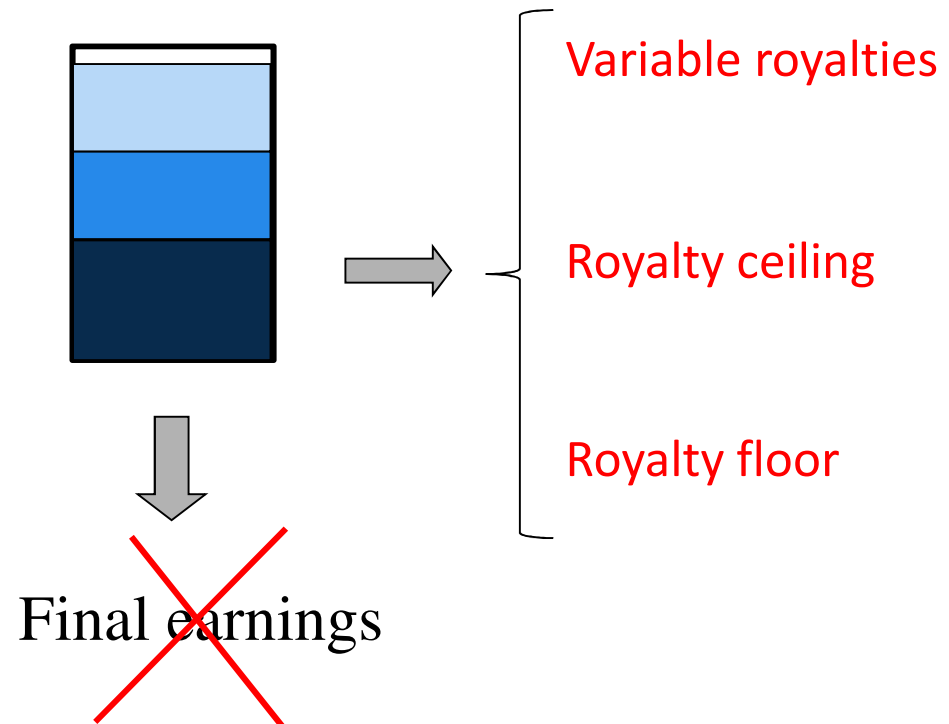 Variable royalties
Royalty ceiling
Royalty floor
Final earnings